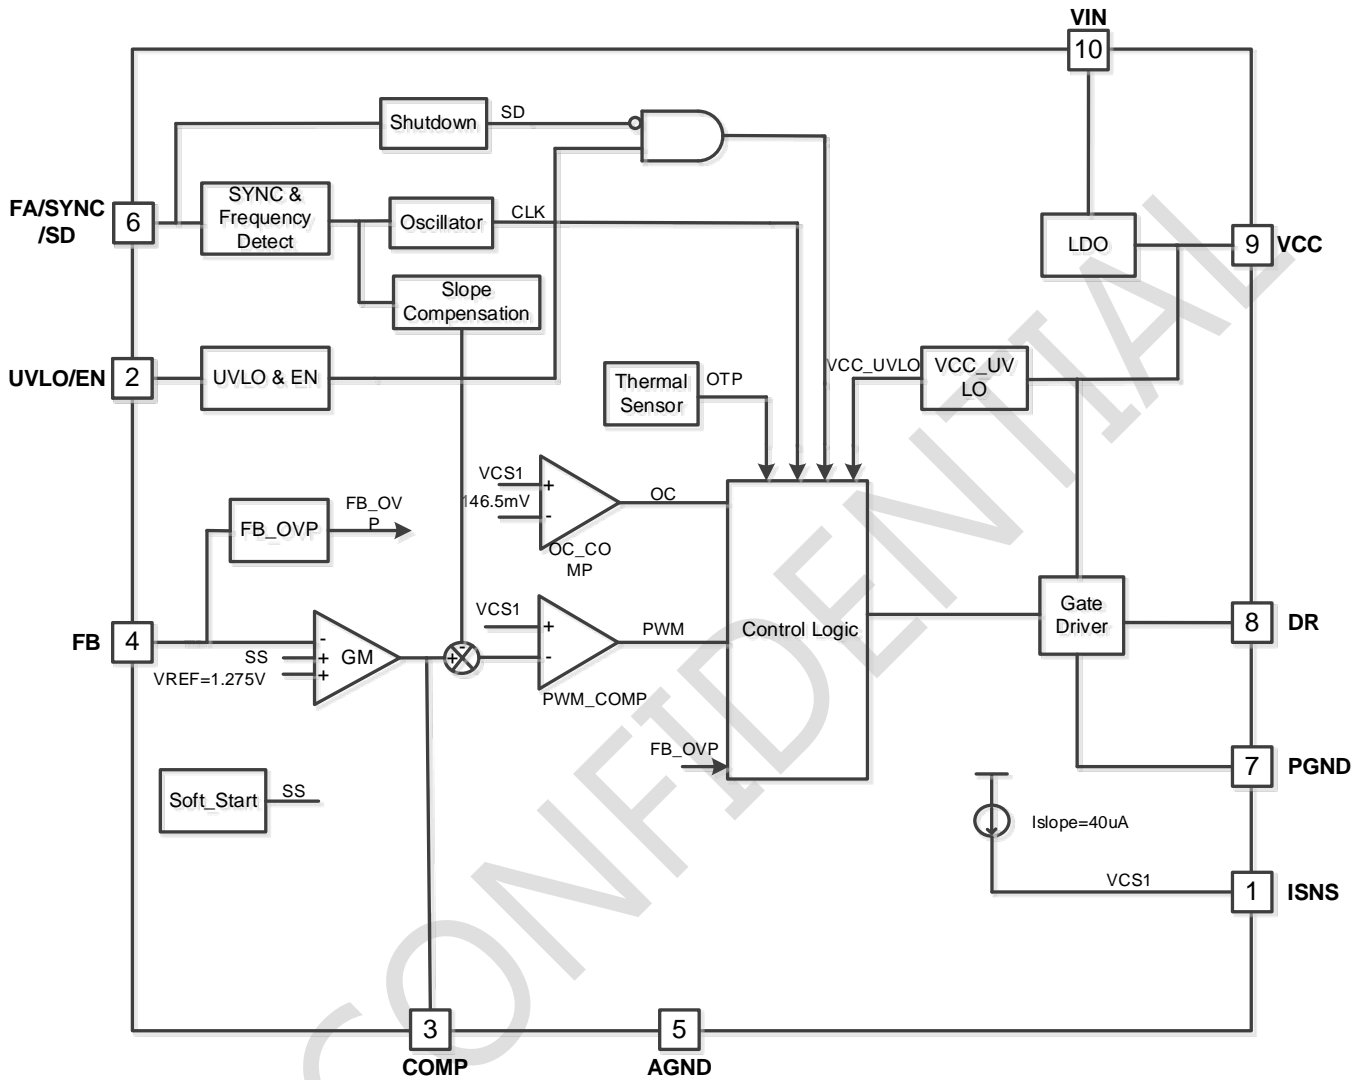 VIN
10
Shutdown
SD
FA/SYNC
/SD
6
SYNC &
Frequency
Detect
Oscillator
CLK
LDO
9
VCC
Slope
Compensation
UVLO/EN
2
UVLO & EN
Thermal
Sensor
OTP
VCC_UVLO
VCC_UV
LO
VCS1
+
146.5mV
-
OC
OC_CO
MP
FB_OVP
FB_OV
P
FB
4
-
SS
+
VREF=1.275V
+
GM
-
+
VCS1
+
-
PWM
PWM_COMP
Control Logic
Gate
Driver
8
DR
FB_OVP
7
PGND
Soft_Start
SS
Islope=40uA
VCS1
1
ISNS
3
COMP
5
AGND
CONFIDENTIAL